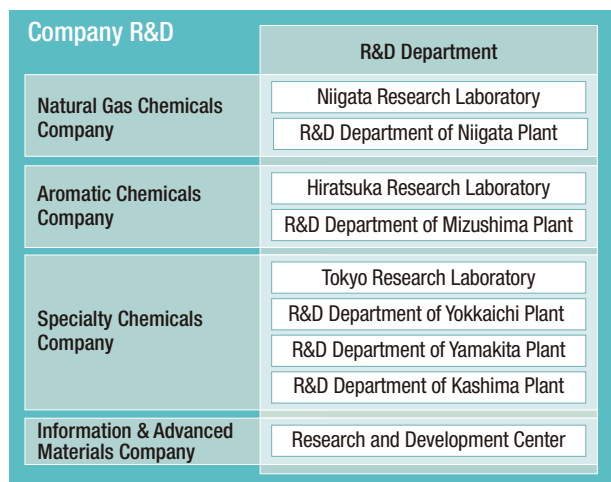 Company R&D
R&D Department
Natural Gas Chemicals
Company
Niigata Research Laboratory
R&D Department of Niigata Plant
Aromatic Chemicals
Company
Hiratsuka Research Laboratory
R&D Department of Mizushima Plant
Specialty Chemicals
Company
Tokyo Research Laboratory
R&D Department of Yokkaichi Plant
R&D Department of Yamakita Plant
R&D Department of Kashima Plant
Information & Advanced
Materials Company
Research and Development Center